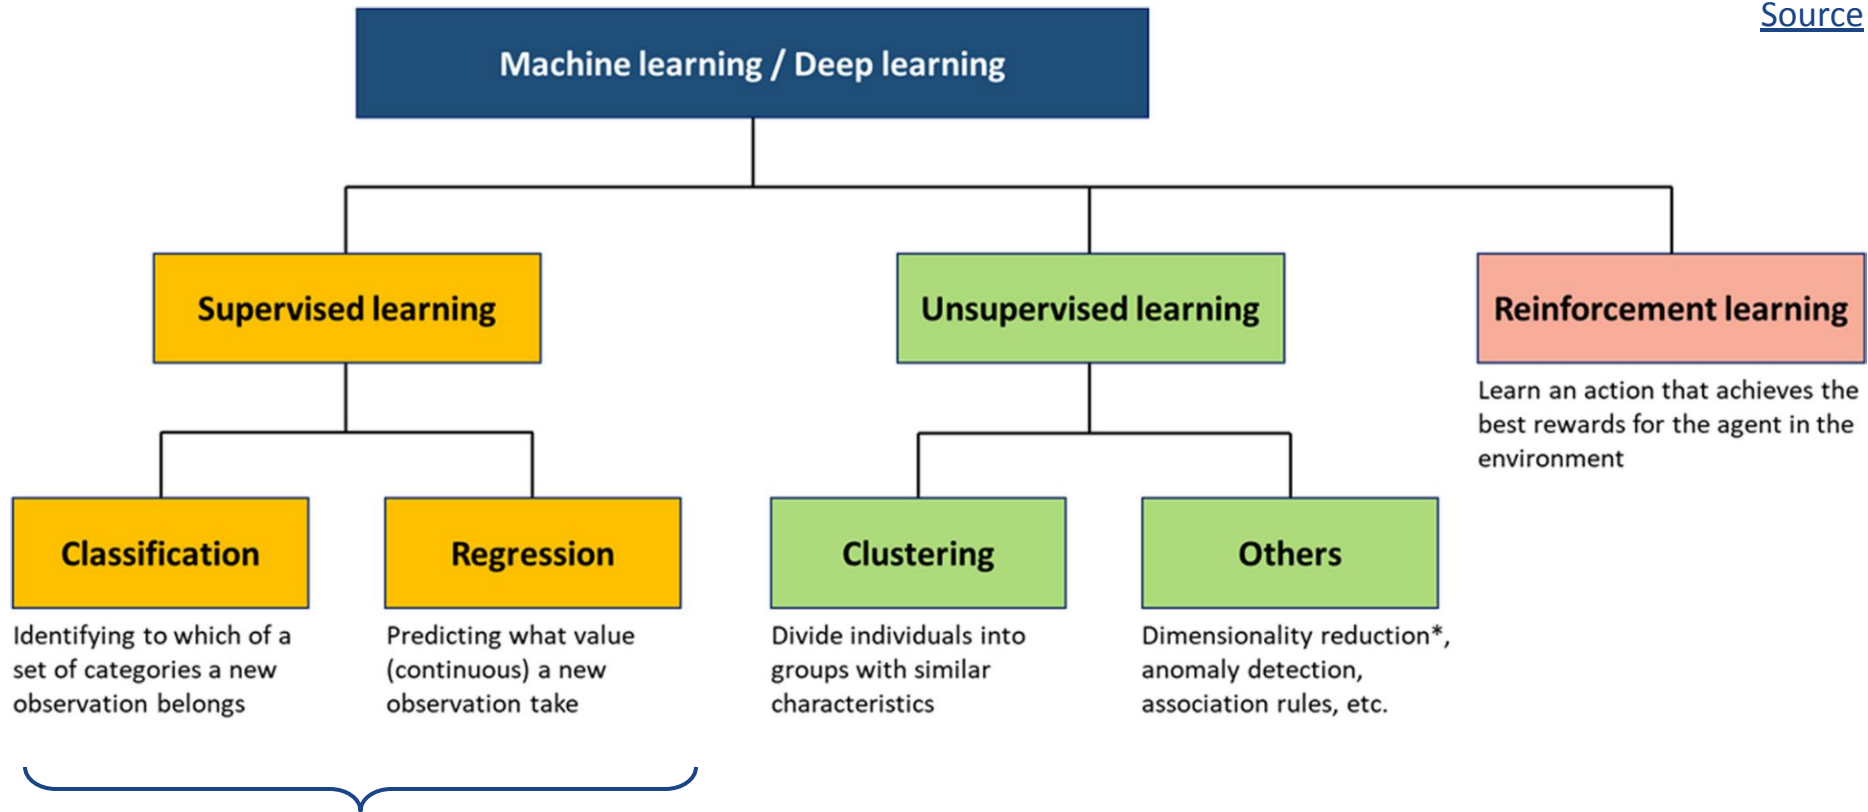 Source
Machine learning / Deep learning
Supervised learning
Unsupervised learning
Reinforcement learning
Learn an action that achieves the
best rewards for the agent in the
environment
Classification
Regression
Clustering
Others
Identifying to which of a
set of categories a new
observation belongs
Predicting what value
(continuous) a new
observation take
Divide individuals into
groups with similar
characteristics
Dimensionality reduction*,
anomaly detection,
association rules, etc.